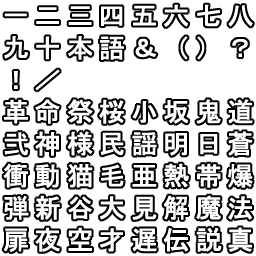 一二三四五六七八
九十本語＆（）？
！／
革命祭桜小坂鬼道
弐神様民謡明日蒼
衝動猫毛亜熱帯爆
弾新谷大見解魔法
扉夜空才遅伝説真